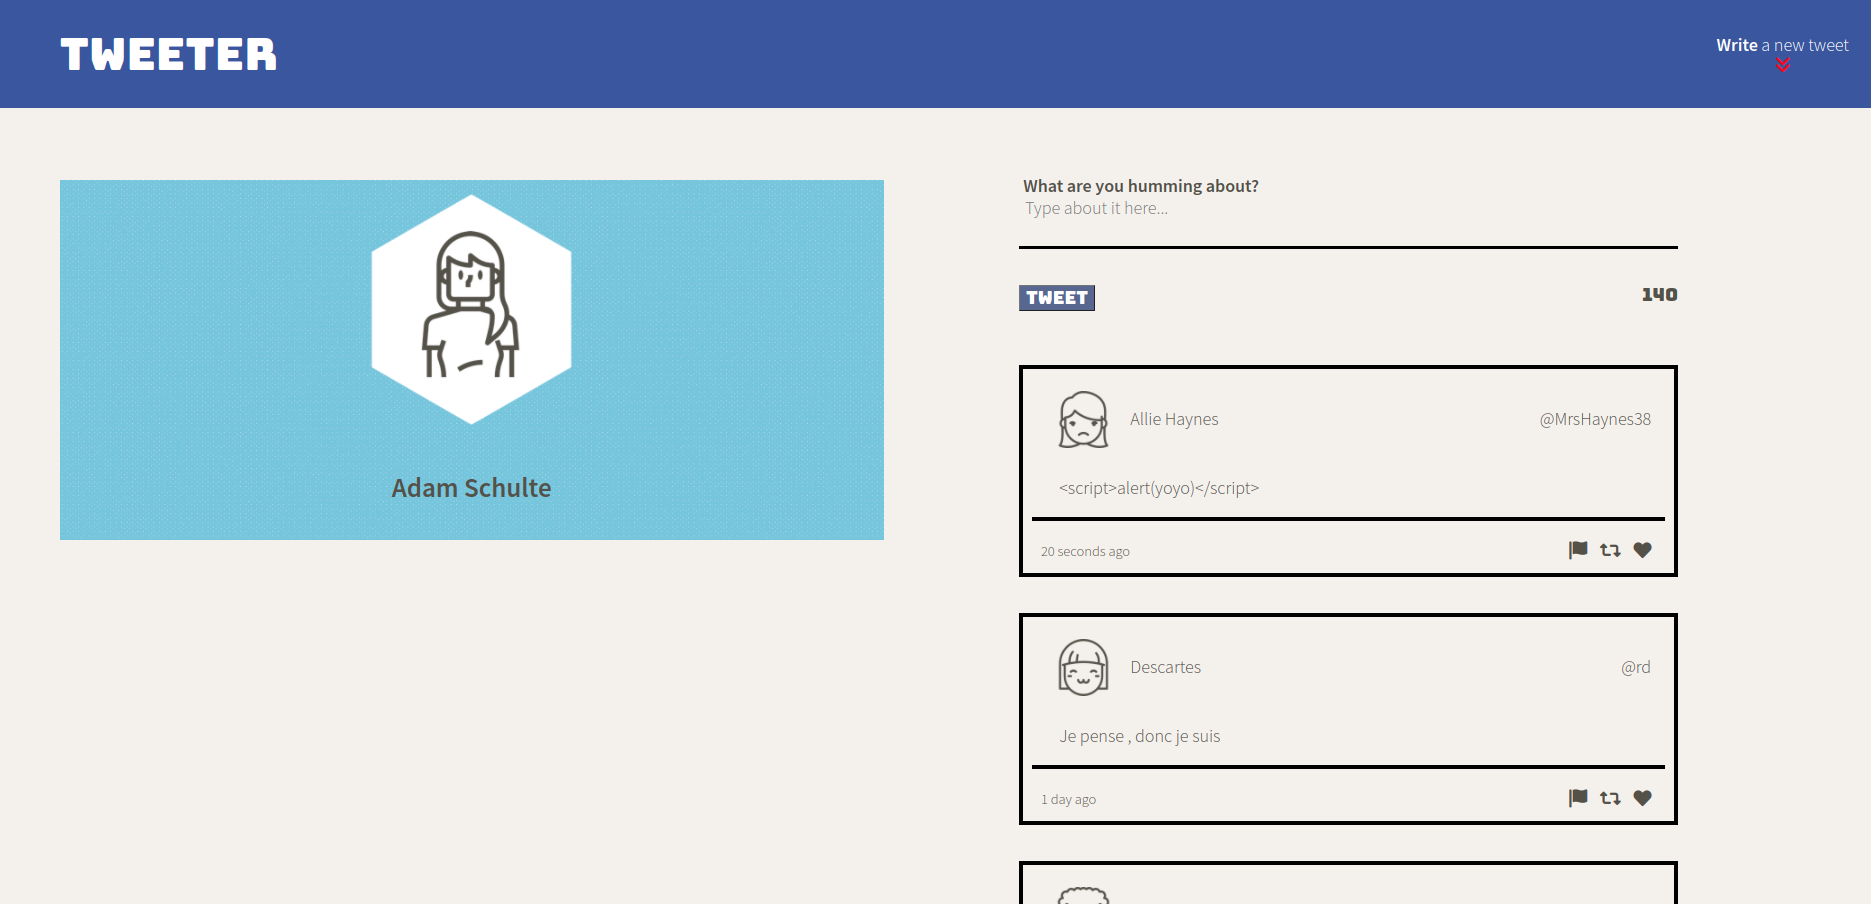 TWEETER
Write a new tweet
Adam Schulte
What are you humming about?
Type about it here...
TWEET
140
Allie Haynes
@MrsHaynes38
<script>alert(yoyo)</script>
20 seconds ago
Descartes
@rd
Je pense , donc je suis
1 day ago